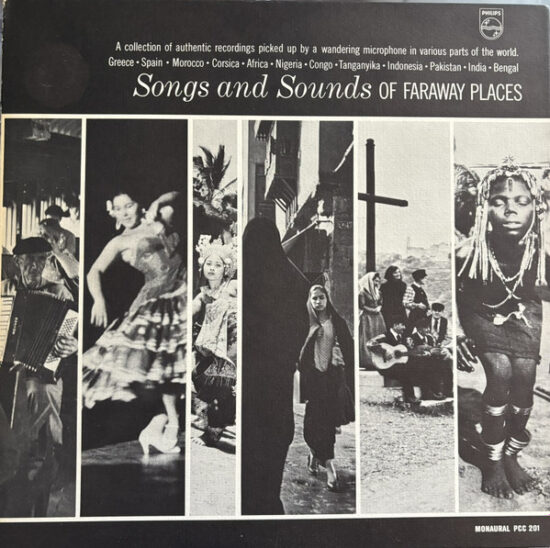 PHILIPS
A collection of authentic recordings picked up by a wandering microphone in various parts of the world.
Greece • Spain • Morocco • Corsica • Africa • Nigeria • Congo • Tanganyika • Indonesia • Pakistan • India • Bengal
Songs and Sounds OF FARAWAY PLACES
MONAURAL PCC 201